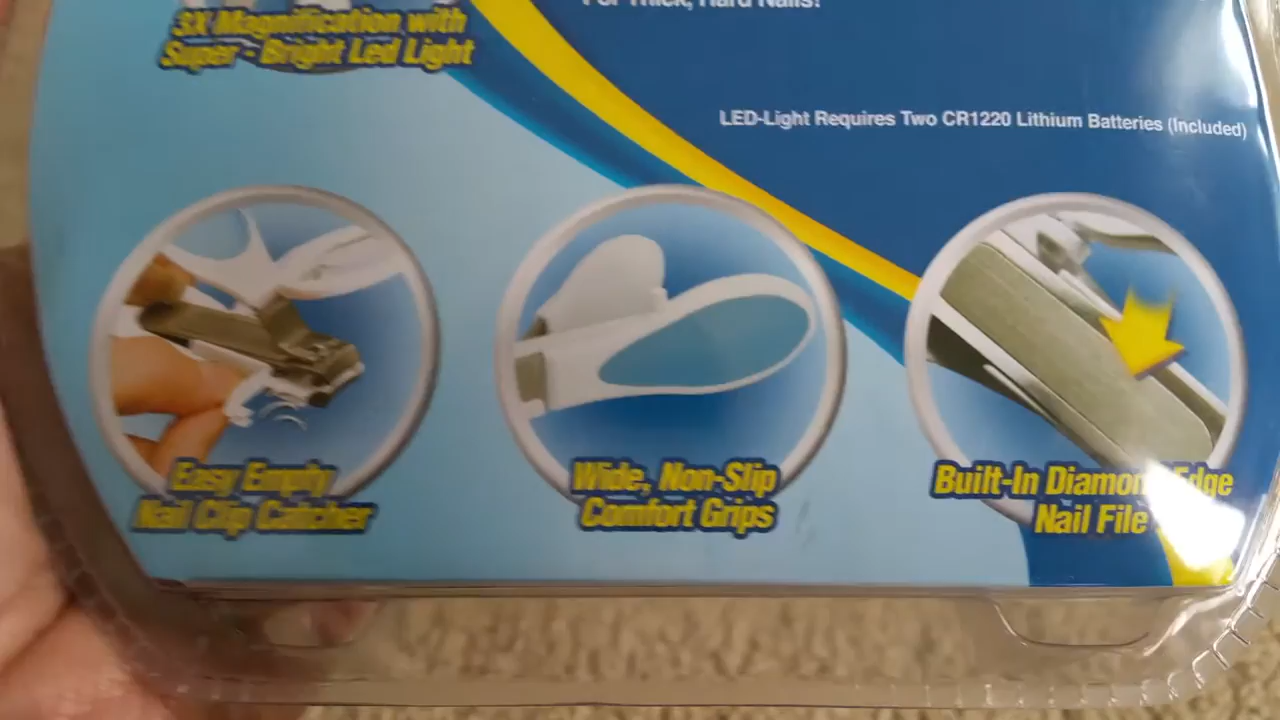 For Thick, Hard Nails!
3X Magnification with
Super - Bright Led Light
LED-Light Requires Two CR1220 Lithium Batteries (Included)
Easy Empty
Nail Clip Catcher
Wide, Non-Slip
Comfort Grips
Built-In Diamond Edge
Nail File